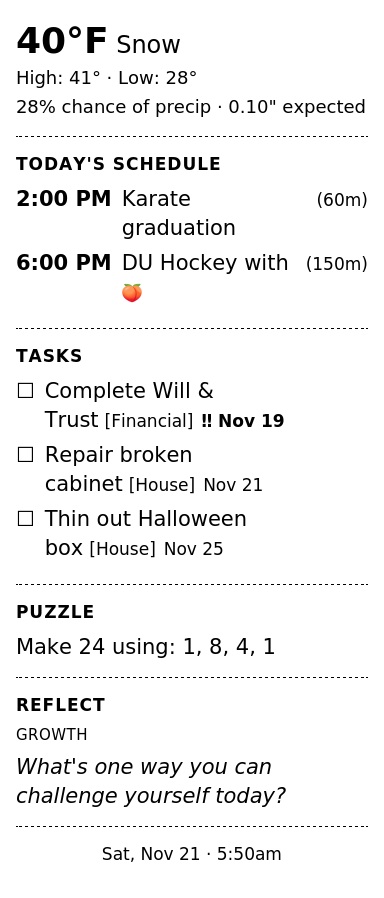 40°F Snow
High: 41° · Low: 28°
28% chance of precip · 0.10" expected
TODAY'S SCHEDULE
2:00 PM Karate (60m)
graduation
6:00 PM DU Hockey with (150m)
🍑
TASKS
☐ Complete Will &
Trust [Financial] ‼ Nov 19
☐ Repair broken
cabinet [House] Nov 21
☐ Thin out Halloween
box [House] Nov 25
PUZZLE
Make 24 using: 1, 8, 4, 1
REFLECT
GROWTH
What's one way you can
challenge yourself today?
Sat, Nov 21 · 5:50am